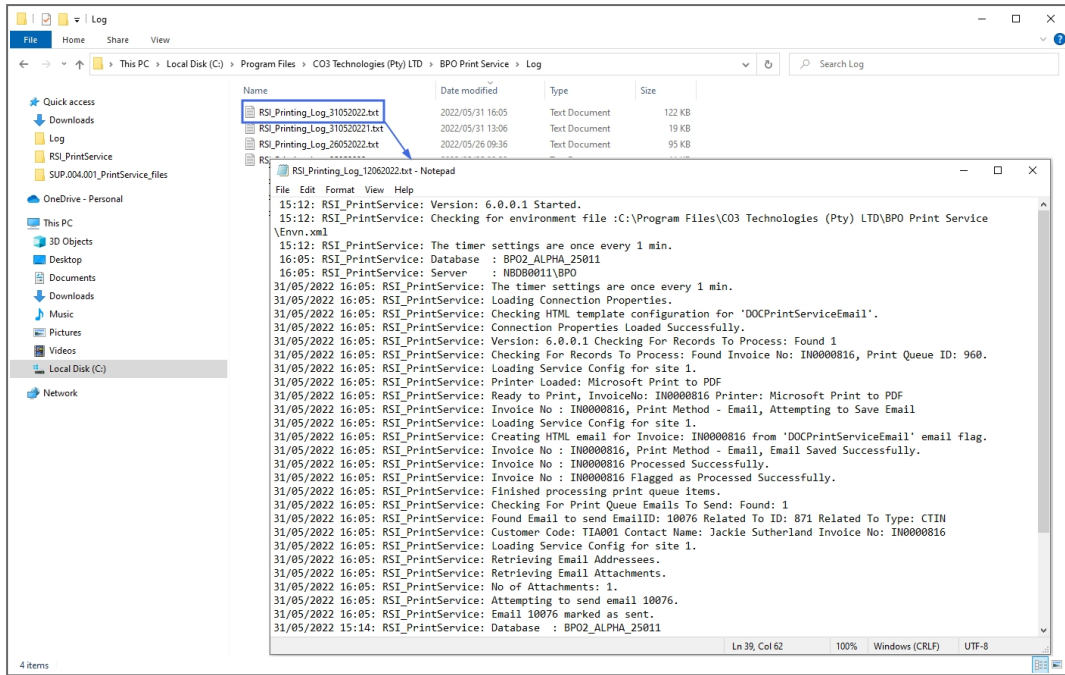 Log
File Home Share View
This PC Local Disk (C:) Program Files CO3 Technologies (Pty) LTD BPO Print Service Log
Search Log
Quick access
Downloads
Log
RSI_PrintService
SUP.004.001_PrintService_files
OneDrive - Personal
This PC
3D Objects
Desktop
Documents
Downloads
Music
Pictures
Videos
Local Disk (C:)
Network
Name Date modified Type Size
RSI_Printing_Log_31052022.txt 2022/05/31 16:05 Text Document 122 KB
RSI_Printing_Log_310520221.txt 2022/05/31 13:06 Text Document 19 KB
RSI_Printing_Log_26052022.txt 2022/05/26 09:36 Text Document 95 KB
RSI_Printing_Log_12062022.txt - Notepad
File Edit Format View Help
15:12: RSI_PrintService: Version: 6.0.0.1 Started.
15:12: RSI_PrintService: Checking for environment file :C:\Program Files\CO3 Technologies (Pty) LTD\BPO Print Service
\Envn.xml
15:12: RSI_PrintService: The timer settings are once every 1 min.
16:05: RSI_PrintService: Database : BPO2_ALPHA_25011
16:05: RSI_PrintService: Server : NBDB0011\BPO
31/05/2022 16:05: RSI_PrintService: The timer settings are once every 1 min.
31/05/2022 16:05: RSI_PrintService: Loading Connection Properties.
31/05/2022 16:05: RSI_PrintService: Checking HTML template configuration for 'DOCPrintServiceEmail'.
31/05/2022 16:05: RSI_PrintService: Connection Properties Loaded Successfully.
31/05/2022 16:05: RSI_PrintService: Version: 6.0.0.1 Checking For Records To Process: Found 1
31/05/2022 16:05: RSI_PrintService: Checking For Records To Process: Found Invoice No: IN0000816, Print Queue ID: 960.
31/05/2022 16:05: RSI_PrintService: Loading Service Config for site 1.
31/05/2022 16:05: RSI_PrintService: Printer Loaded: Microsoft Print to PDF
31/05/2022 16:05: RSI_PrintService: Ready to Print, InvoiceNo: IN0000816 Printer: Microsoft Print to PDF
31/05/2022 16:05: RSI_PrintService: Invoice No : IN0000816, Print Method - Email, Attempting to Save Email
31/05/2022 16:05: RSI_PrintService: Loading Service Config for site 1.
31/05/2022 16:05: RSI_PrintService: Creating HTML email for Invoice: IN0000816 from 'DOCPrintServiceEmail' email flag.
31/05/2022 16:05: RSI_PrintService: Invoice No : IN0000816, Print Method - Email, Email Saved Successfully.
31/05/2022 16:05: RSI_PrintService: Invoice No : IN0000816 Processed Successfully.
31/05/2022 16:05: RSI_PrintService: Invoice No : IN0000816 Flagged as Processed Successfully.
31/05/2022 16:05: RSI_PrintService: Finished processing print queue items.
31/05/2022 16:05: RSI_PrintService: Checking For Print Queue Emails To Send: Found: 1
31/05/2022 16:05: RSI_PrintService: Found Email to send EmailID: 10076 Related To ID: 871 Related To Type: CTIN
31/05/2022 16:05: RSI_PrintService: Customer Code: TIA001 Contact Name: Jackie Sutherland Invoice No: IN0000816
31/05/2022 16:05: RSI_PrintService: Loading Service Config for site 1.
31/05/2022 16:05: RSI_PrintService: Retrieving Email Addressees.
31/05/2022 16:05: RSI_PrintService: Retrieving Email Attachments.
31/05/2022 16:05: RSI_PrintService: No of Attachments: 1.
31/05/2022 16:05: RSI_PrintService: Attempting to send email 10076.
31/05/2022 16:05: RSI_PrintService: Email 10076 marked as sent.
31/05/2022 15:14: RSI_PrintService: Database : BPO2_ALPHA_25011
Ln 39, Col 62 100% Windows (CRLF) UTF-8
4 items